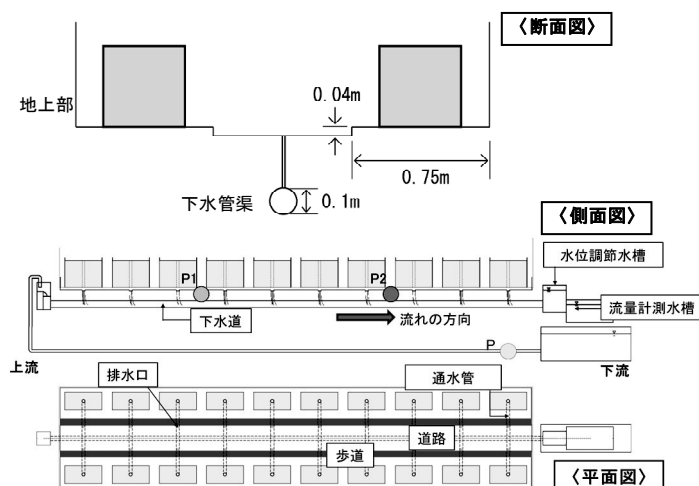 〈断面図〉
地上部
0.04m
0.75m
下水管渠
0.1m
〈側面図〉
水位調節水槽
P1
P2
流量計測水槽
下水道
流れの方向
P
上流
下流
排水口
通水管
道路
歩道
〈平面図〉